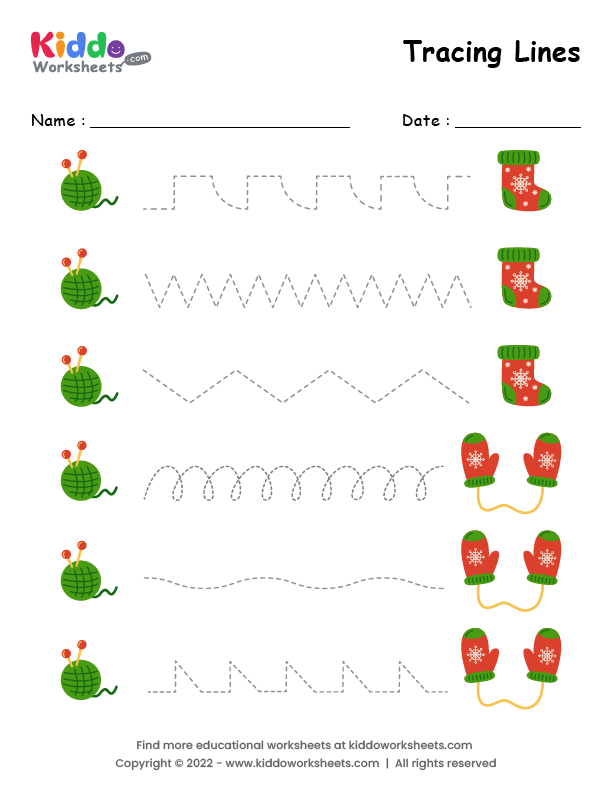 Kiddo
Worksheets.com
Tracing Lines
Name :
Date :
Find more educational worksheets at kiddoworksheets.com
Copyright © 2022 - www.kiddoworksheets.com | All rights reserved